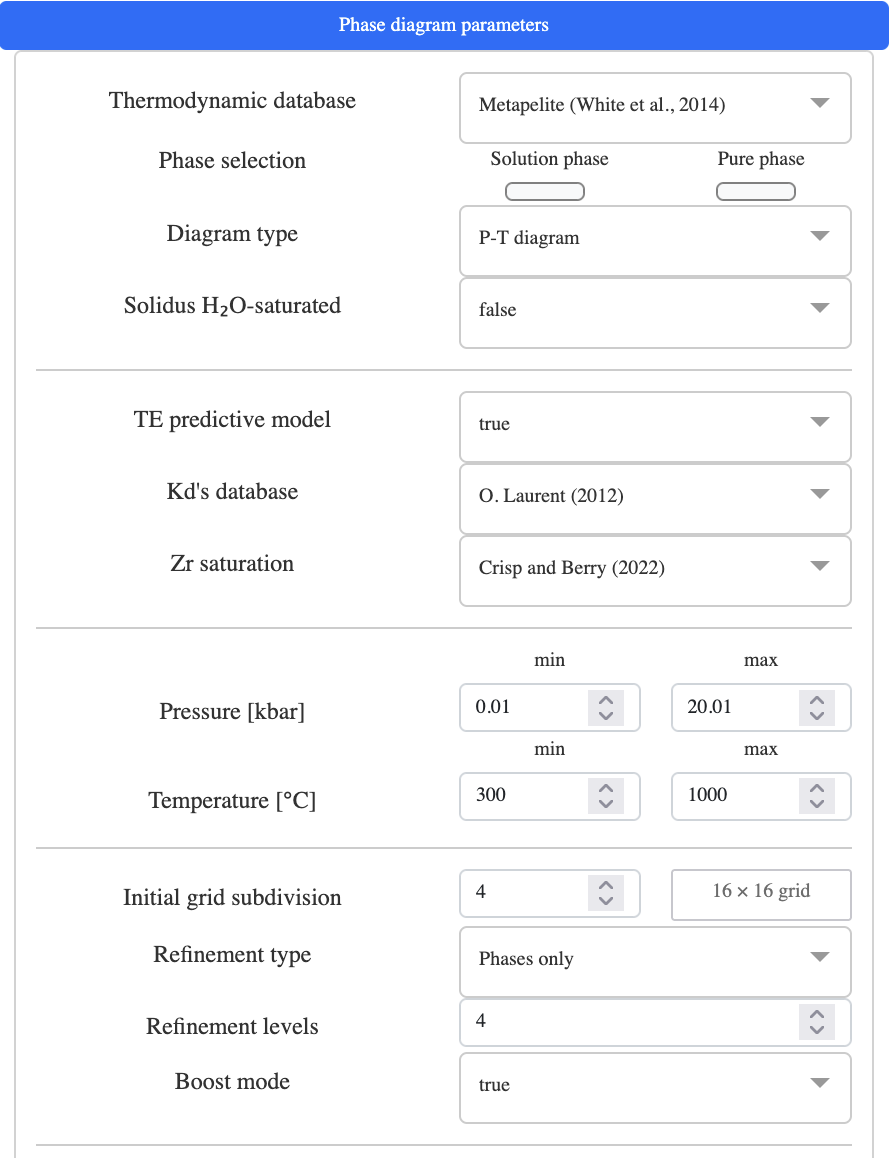 Phase diagram parameters
Thermodynamic database
Metapelite (White et al., 2014)
Phase selection
Solution phase
Pure phase
Diagram type
P-T diagram
Solidus H₂O-saturated
false
TE predictive model
true
Kd's database
O. Laurent (2012)
Zr saturation
Crisp and Berry (2022)
min
max
Pressure [kbar]
0.01
20.01
min
max
Temperature [°C]
300
1000
Initial grid subdivision
4
16 × 16 grid
Refinement type
Phases only
Refinement levels
4
Boost mode
true